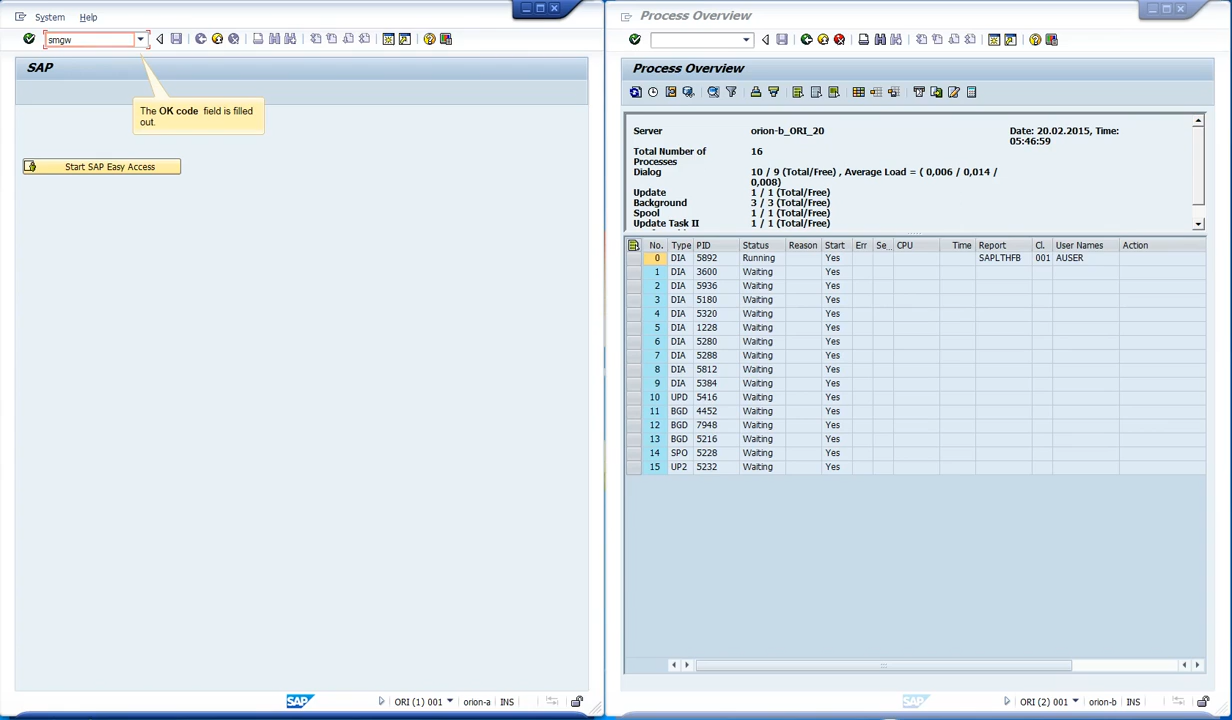 System Help
smgw
SAP
The OK code field is filled
out.
Start SAP Easy Access
SAP
ORI (1) 001 orion-a INS
Process Overview
Process Overview
Server orion-b_ORI_20 Date: 20.02.2015, Time:
05:46:59
Total Number of 16
Processes
Dialog 10 / 9 (Total/Free) , Average Load = ( 0,006 / 0,014 /
0,008)
Update 1 / 1 (Total/Free)
Background 3 / 3 (Total/Free)
Spool 1 / 1 (Total/Free)
Update Task II 1 / 1 (Total/Free)
No. Type PID Status Reason Start Err Se... CPU Time Report Cl. User Names Action
0 DIA 5892 Running Yes SAPLTHFB 001 AUSER
1 DIA 3600 Waiting Yes
2 DIA 5936 Waiting Yes
3 DIA 5180 Waiting Yes
4 DIA 5320 Waiting Yes
5 DIA 1228 Waiting Yes
6 DIA 5280 Waiting Yes
7 DIA 5288 Waiting Yes
8 DIA 5812 Waiting Yes
9 DIA 5384 Waiting Yes
10 UPD 5416 Waiting Yes
11 BGD 4452 Waiting Yes
12 BGD 7948 Waiting Yes
13 BGD 5216 Waiting Yes
14 SPO 5228 Waiting Yes
15 UP2 5232 Waiting Yes
SAP
ORI (2) 001 orion-b INS